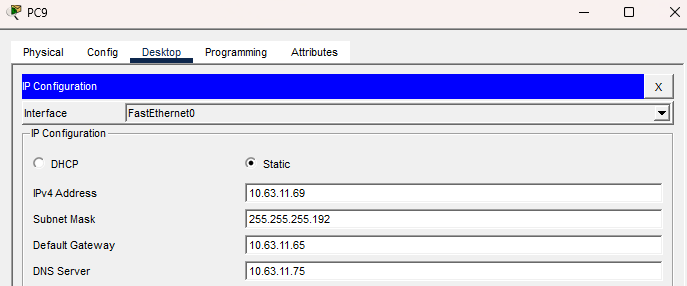 PC9
Physical Config Desktop Programming Attributes
IP Configuration X
Interface FastEthernet0
IP Configuration
DHCP Static
IPv4 Address 10.63.11.69
Subnet Mask 255.255.255.192
Default Gateway 10.63.11.65
DNS Server 10.63.11.75